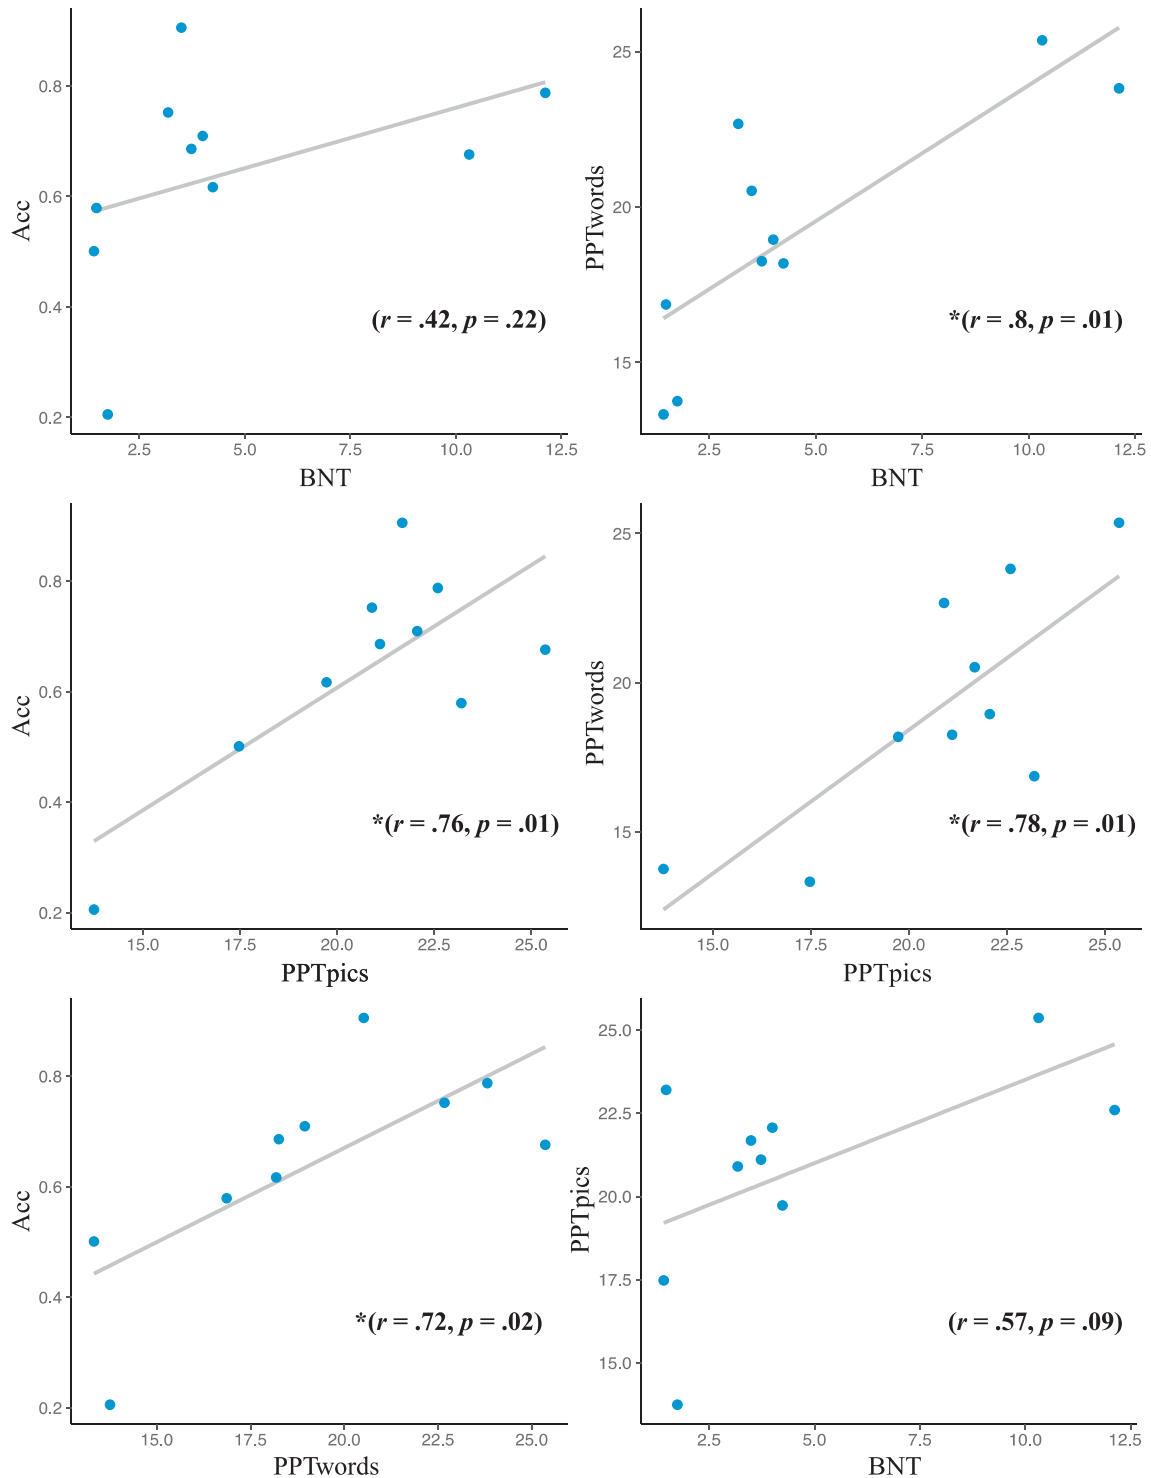 Acc
0.8
0.6
0.4
0.2
(r = .42, p = .22)
2.5 5.0 7.5 10.0 12.5
BNT
PPTwords
25
20
15
*(r = .8, p = .01)
2.5 5.0 10.0 12.5
BNT
Acc
0.8
0.6
0.4
0.2
*(r = .76, p = .01)
15.0 17.5 20.0 22.5 25.0
PPTpics
PPTwords
25
20
15
*(r = .78, p = .01)
15.0 17.5 20.0 22.5 25.0
PPTpics
Acc
0.8
0.6
0.4
0.2
*(r = .72, p = .02)
15.0 17.5 20.0 22.5 25.0
PPTwords
PPTpics
25.0
22.5
20.0
17.5
15.0
(r = .57, p = .09)
2.5 5.0 10.0 12.5
BNT